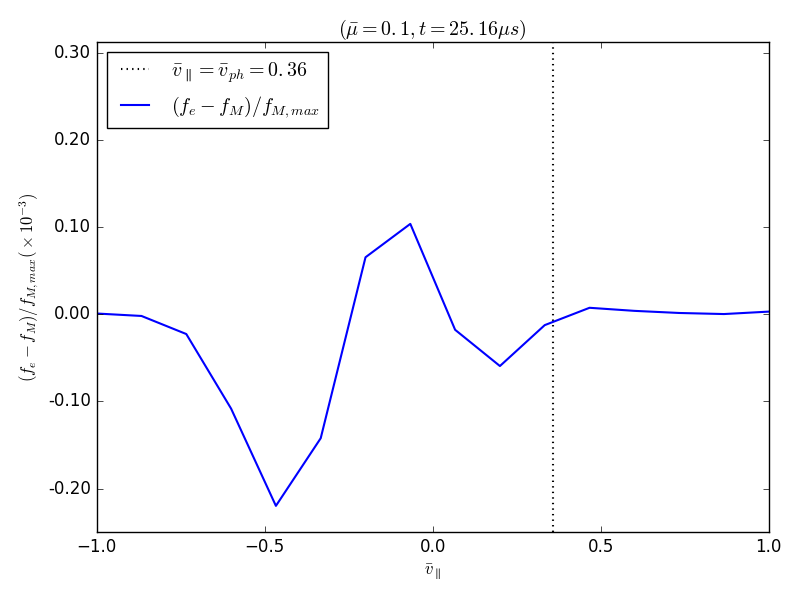 (μ̄ = 0.1, t = 25.16μs)
v̄∥ = v̄ph = 0.36
(fe − fM)/fM,max
0.30
0.20
0.10
0.00
-0.10
-0.20
(fe − fM)/fM,max(×10⁻³)
−1.0 −0.5 0.0 0.5 1.0
v̄∥